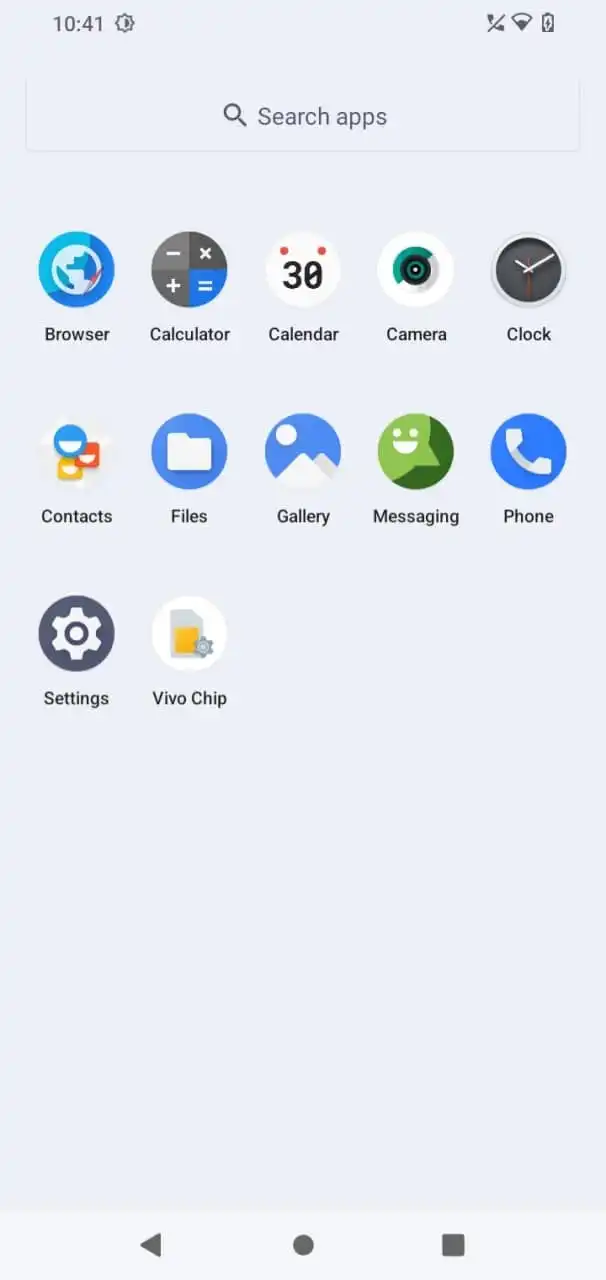 10:41
Search apps
30
Browser
Calculator
Calendar
Camera
Clock
Contacts
Files
Gallery
Messaging
Phone
Settings
Vivo Chip